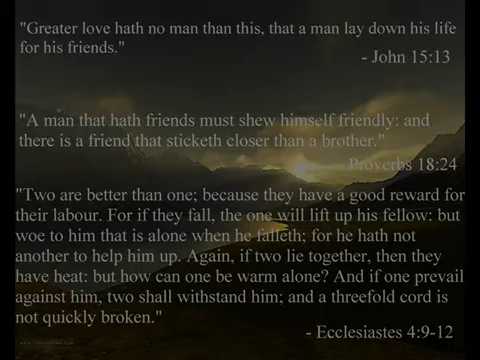 "Greater love hath no man than this, that a man lay down his life
for his friends."
- John 15:13
"A man that hath friends must shew himself friendly: and
there is a friend that sticketh closer than a brother."
Proverbs 18:24
"Two are better than one; because they have a good reward for
their labour. For if they fall, the one will lift up his fellow: but
woe to him that is alone when he falleth; for he hath not
another to help him up. Again, if two lie together, then they
have heat: but how can one be warm alone? And if one prevail
against him, two shall withstand him; and a threefold cord is
not quickly broken."
- Ecclesiastes 4:9-12